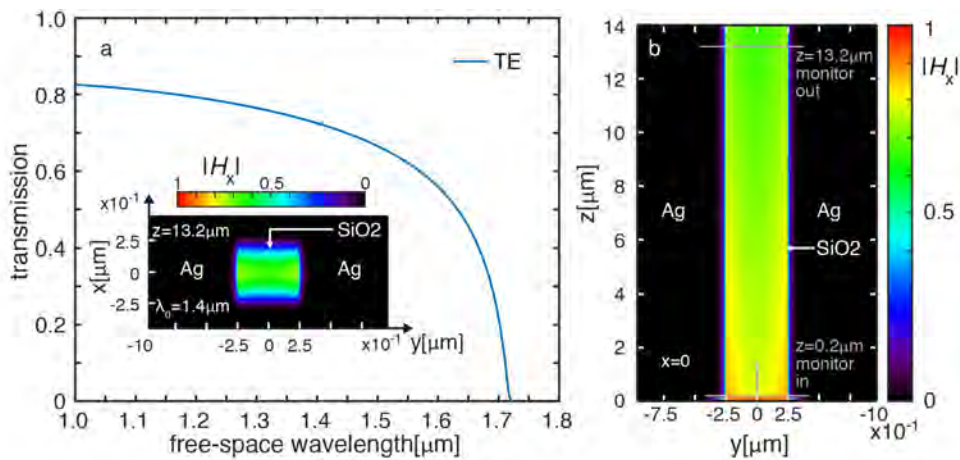 a
TE
1.0
0.8
0.6
0.4
0.2
0
transmission
1.0
1.1
1.2
1.3
1.4
1.5
1.6
1.7
1.8
free-space wavelength[μm]
|Hx|
1
0.5
0
x10-1
z=13.2μm
SiO2
2.5
0
-2.5
x[μm]
Ag
Ag
λ0=1.4μm
-10
-2.5
0
2.5
x10-1
y[μm]
b
14
12
10
8
6
4
2
0
z[μm]
z=13.2μm
monitor
out
Ag
Ag
SiO2
x=0
z=0.2μm
monitor
in
-7.5
-2.5
0
2.5
-10
x10-1
y[μm]
1
|Hx|
0.5
0